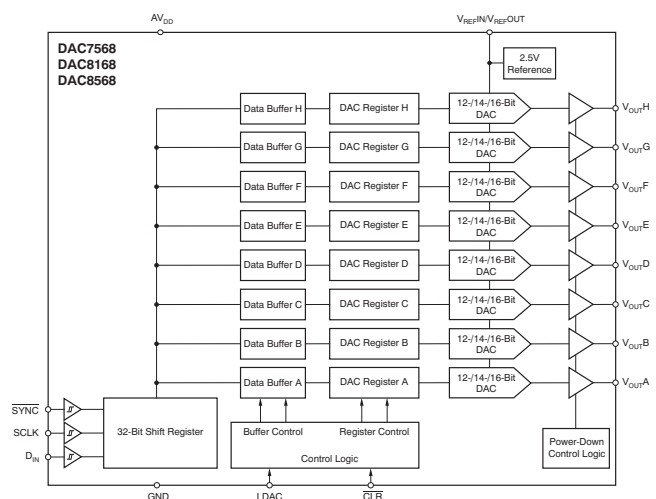 AVDD
VREFIN/VREFOUT
DAC7568
DAC8168
DAC8568
2.5V
Reference
Data Buffer H
DAC Register H
12-/14-/16-Bit
DAC
VOUTH
Data Buffer G
DAC Register G
12-/14-/16-Bit
DAC
VOUTG
Data Buffer F
DAC Register F
12-/14-/16-Bit
DAC
VOUTF
Data Buffer E
DAC Register E
12-/14-/16-Bit
DAC
VOUTE
Data Buffer D
DAC Register D
12-/14-/16-Bit
DAC
VOUTD
Data Buffer C
DAC Register C
12-/14-/16-Bit
DAC
VOUTC
Data Buffer B
DAC Register B
12-/14-/16-Bit
DAC
VOUTB
Data Buffer A
DAC Register A
12-/14-/16-Bit
DAC
VOUTA
SYNC
SCLK
DIN
32-Bit Shift Register
Buffer Control
Register Control
Control Logic
Power-Down
Control Logic
GND
LDAC
CLR